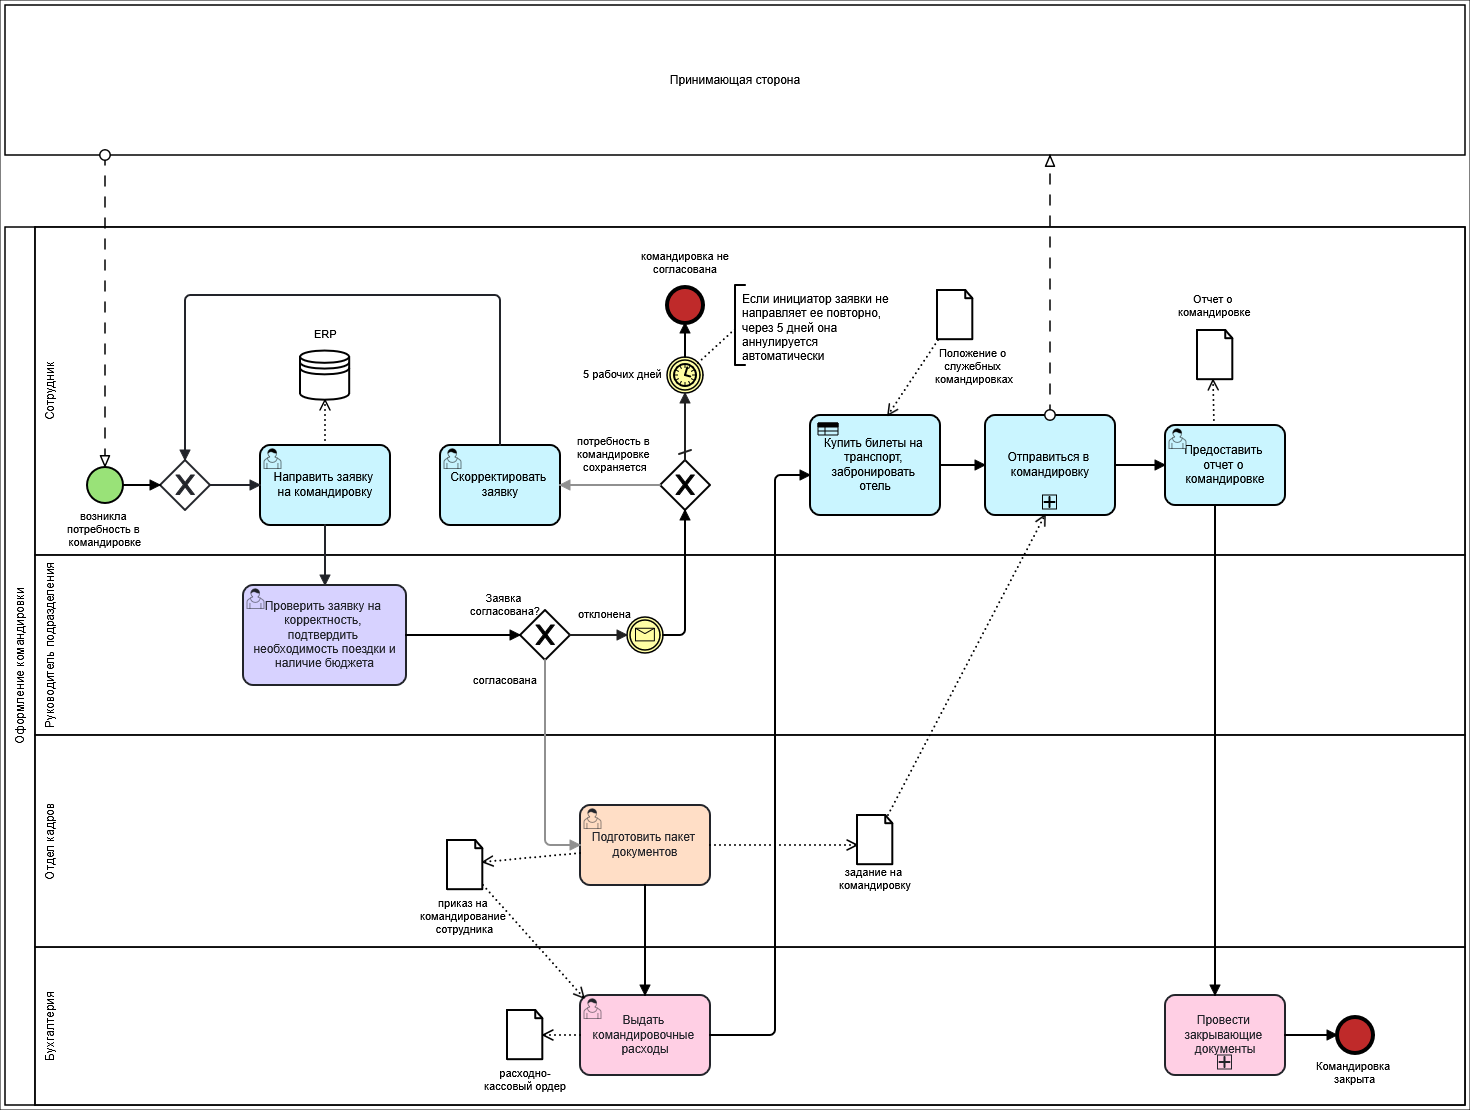 Принимающая сторона
Оформление командировки
Сотрудник
командировка не
согласована
Если инициатор заявки не
направляет ее повторно,
через 5 дней она
аннулируется
автоматически
5 рабочих дней
ERP
Положение о
служебных
командировках
Отчет о
командировке
возникла
потребность в
командировке
Направить заявку
на командировку
Скорректировать
заявку
потребность в
командировке
сохраняется
Купить билеты на
транспорт,
забронировать
отель
Отправиться в
командировку
Предоставить
отчет о
командировке
Руководитель подразделения
Проверить заявку на
корректность,
подтвердить
необходимость поездки и
наличие бюджета
Заявка
согласована?
отклонена
согласована
Отдел кадров
Подготовить пакет
документов
приказ на
командирование
сотрудника
задание на
командировку
Бухгалтерия
Выдать
командировочные
расходы
расходно-
кассовый ордер
Провести
закрывающие
документы
Командировка
закрыта